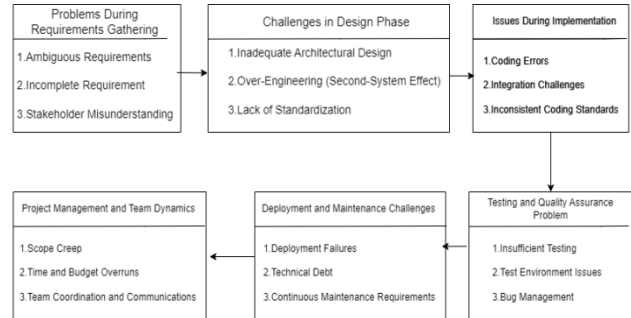 Problems During
Requirements Gathering
1.Ambiguous Requirements
2.Incomplete Requirement
3.Stakeholder Misunderstanding
Challenges in Design Phase
1.Inadequate Architectural Design
2.Over-Engineering (Second-System Effect)
3.Lack of Standardization
Issues During Implementation
1.Coding Errors
2.Integration Challenges
3.Inconsistent Coding Standards
Testing and Quality Assurance
Problem
1.Insufficient Testing
2.Test Environment Issues
3.Bug Management
Deployment and Maintenance Challenges
1.Deployment Failures
2.Technical Debt
3.Continuous Maintenance Requirements
Project Management and Team Dynamics
1.Scope Creep
2.Time and Budget Overruns
3.Team Coordination and Communications